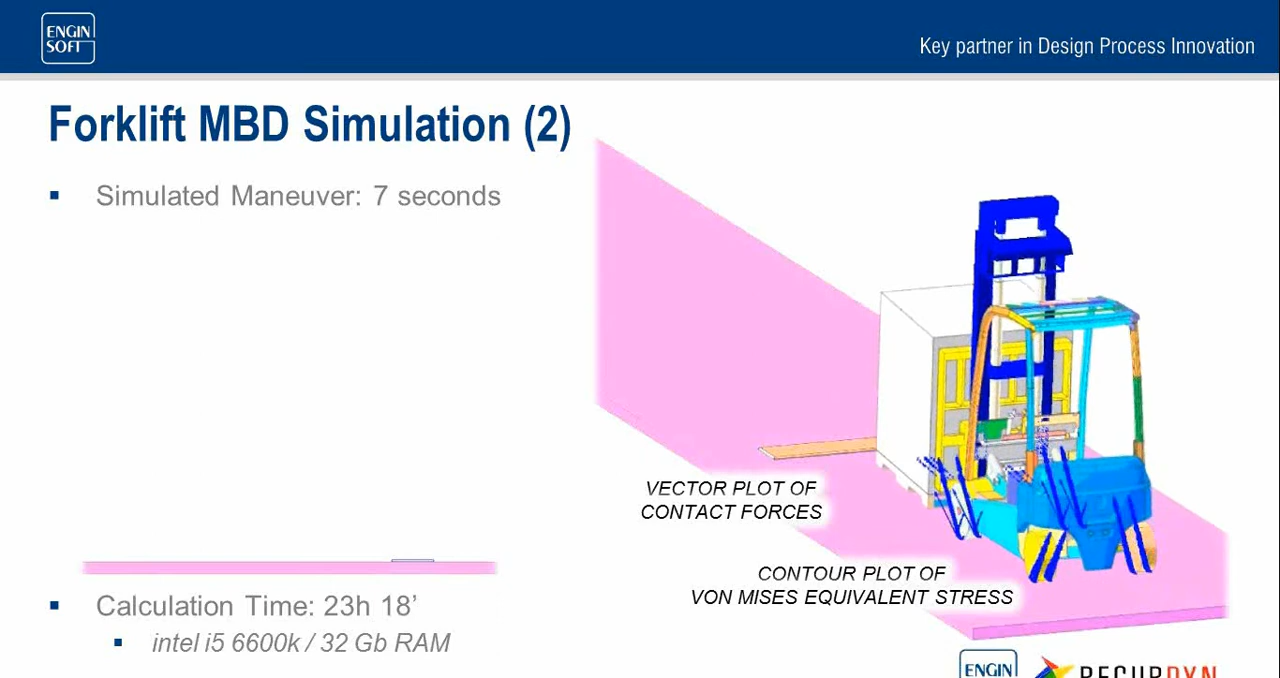 ENGIN
SOFT
Key partner in Design Process Innovation
Forklift MBD Simulation (2)
▪ Simulated Maneuver: 7 seconds
VECTOR PLOT OF
CONTACT FORCES
CONTOUR PLOT OF
VON MISES EQUIVALENT STRESS
▪ Calculation Time: 23h 18’
▪ intel i5 6600k / 32 Gb RAM
ENGIN
RECURDYN